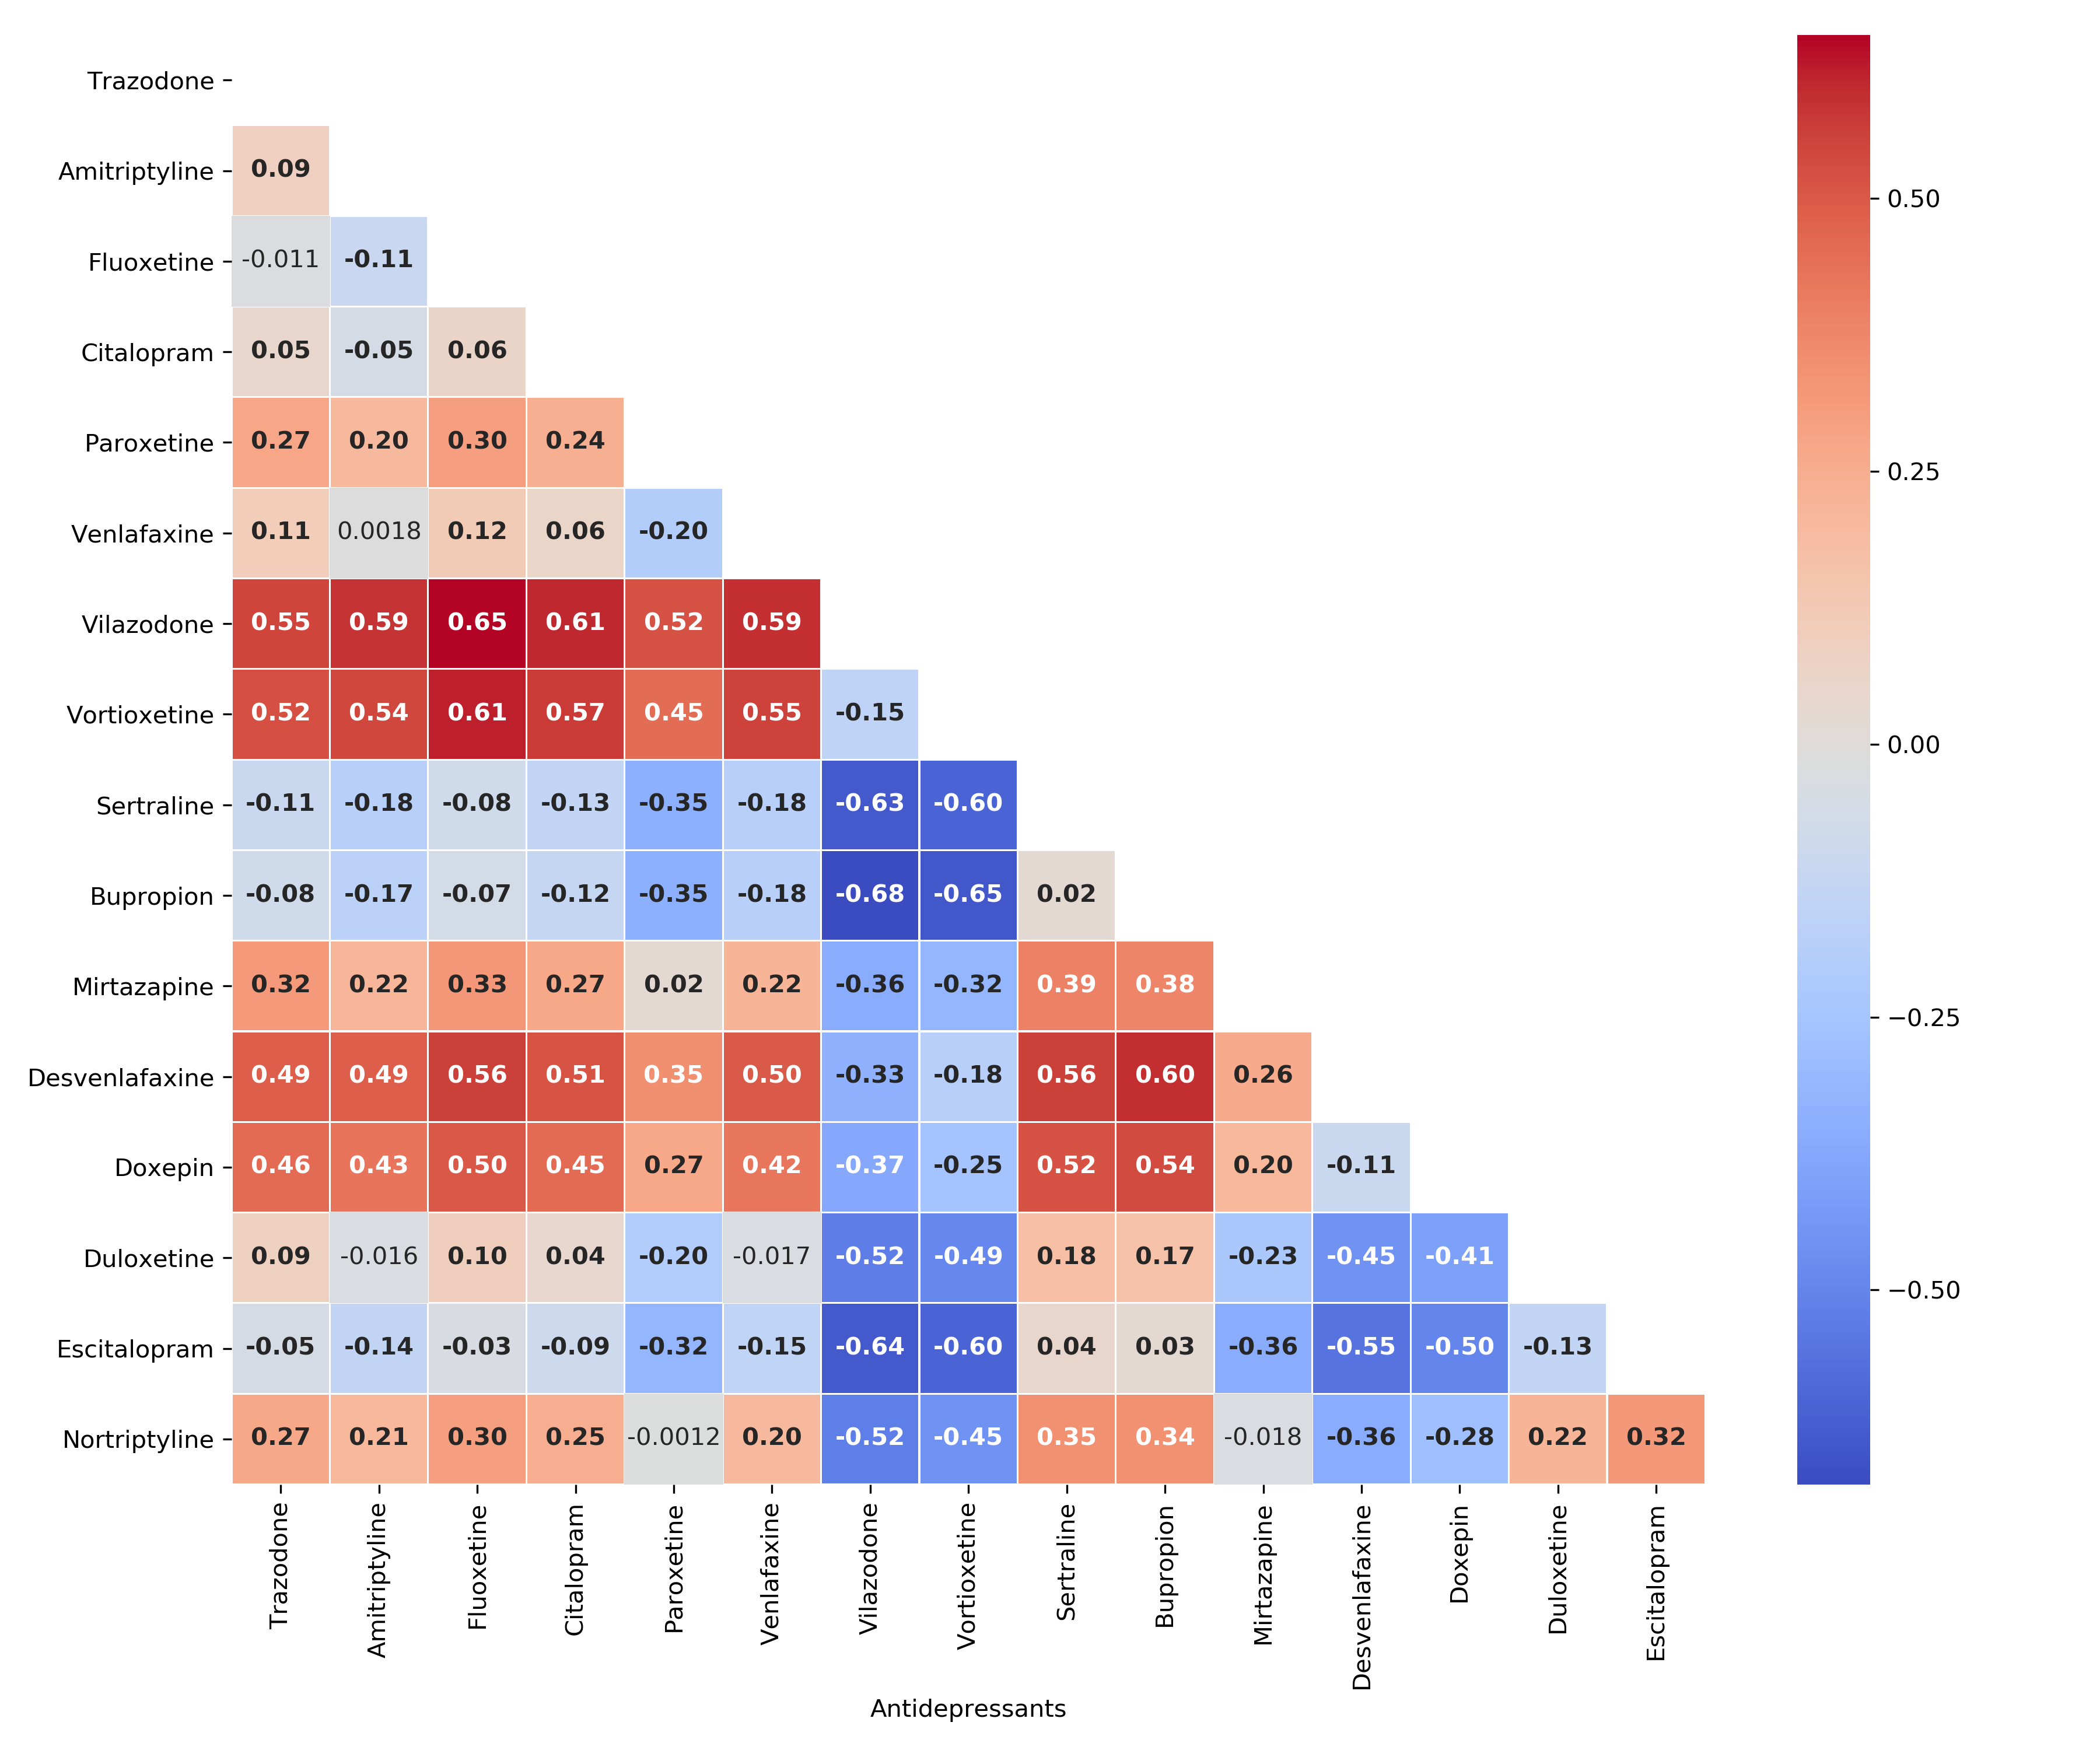 Trazodone
Amitriptyline 0.09
Fluoxetine -0.011 -0.11
Citalopram 0.05 -0.05 0.06
Paroxetine 0.27 0.20 0.30 0.24
Venlafaxine 0.11 0.0018 0.12 0.06 -0.20
Vilazodone 0.55 0.59 0.65 0.61 0.52 0.59
Vortioxetine 0.52 0.54 0.61 0.57 0.45 0.55 -0.15
Sertraline -0.11 -0.18 -0.08 -0.13 -0.35 -0.18 -0.63 -0.60
Bupropion -0.08 -0.17 -0.07 -0.12 -0.35 -0.18 -0.68 -0.65 0.02
Mirtazapine 0.32 0.22 0.33 0.27 0.02 0.22 -0.36 -0.32 0.39 0.38
Desvenlafaxine 0.49 0.49 0.56 0.51 0.35 0.50 -0.33 -0.18 0.56 0.60 0.26
Doxepin 0.46 0.43 0.50 0.45 0.27 0.42 -0.37 -0.25 0.52 0.54 0.20 -0.11
Duloxetine 0.09 -0.016 0.10 0.04 -0.20 -0.017 -0.52 -0.49 0.18 0.17 -0.23 -0.45 -0.41
Escitalopram -0.05 -0.14 -0.03 -0.09 -0.32 -0.15 -0.64 -0.60 0.04 0.03 -0.36 -0.55 -0.50 -0.13
Nortriptyline 0.27 0.21 0.30 0.25 -0.0012 0.20 -0.52 -0.45 0.35 0.34 -0.018 -0.36 -0.28 0.22 0.32
Trazodone
Amitriptyline
Fluoxetine
Citalopram
Paroxetine
Venlafaxine
Vilazodone
Vortioxetine
Sertraline
Bupropion
Mirtazapine
Desvenlafaxine
Doxepin
Duloxetine
Escitalopram
Antidepressants
0.50
0.25
0.00
−0.25
−0.50